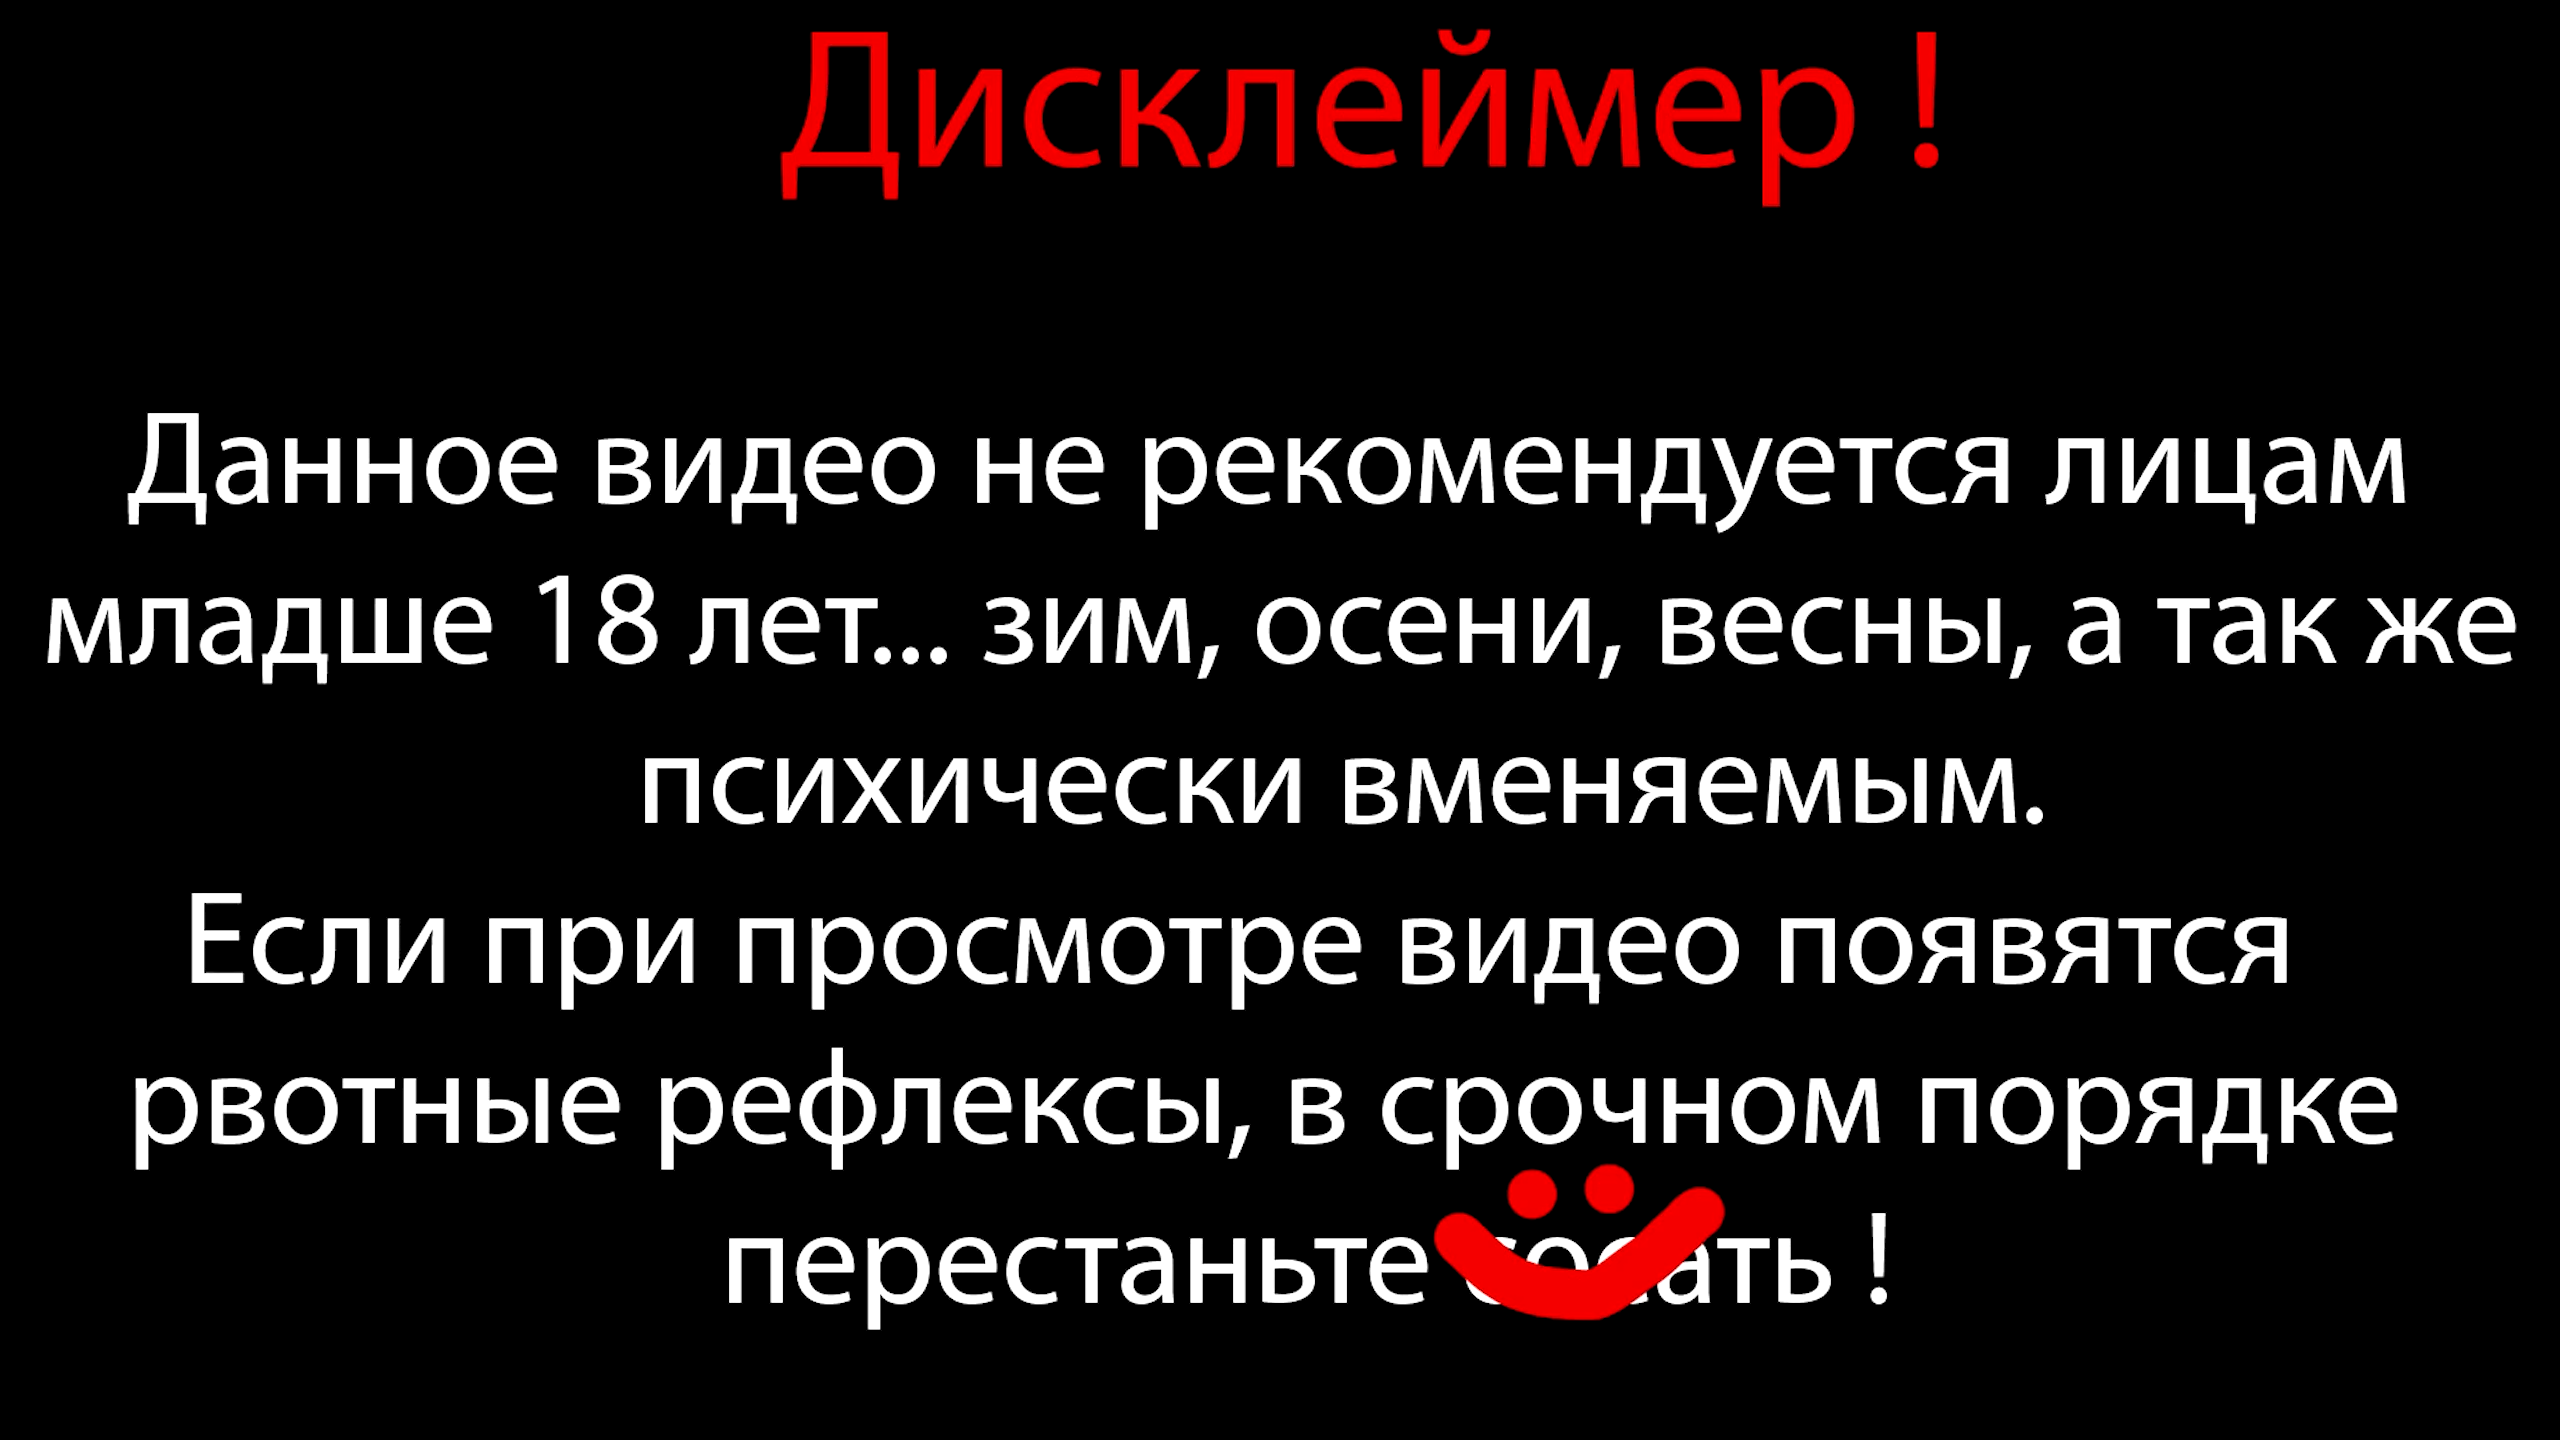 Дисклеймер !
Данное видео не рекомендуется лицам
младше 18 лет... зим, осени, весны, а так же
психически вменяемым.
Если при просмотре видео появятся
рвотные рефлексы, в срочном порядке
перестаньте сосать !